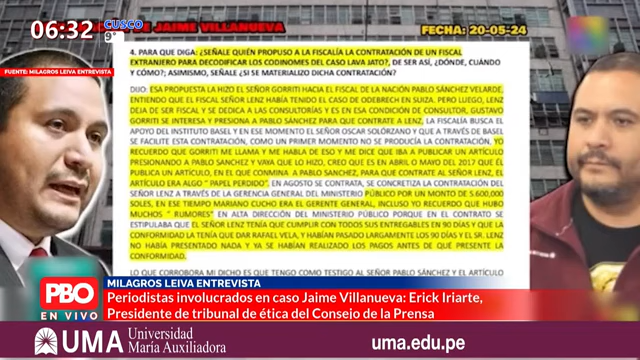 06:32
CUSCO
9°
DE JAIME VILLANUEVA
FECHA: 20-05-24
FUENTE: MILAGROS LEIVA ENTREVISTA
4. PARA QUE DIGA: ¿SEÑALE QUIÉN PROPUSO A LA FISCALÍA LA CONTRATACIÓN DE UN FISCAL
EXTRANJERO PARA DECODIFICAR LOS CODINOMES DEL CASO LAVA JATO?, DE SER ASÍ, ¿DÓNDE, CUÁNDO
Y CÓMO?; ASIMISMO, SEÑALE ¿SI SE MATERIALIZO DICHA CONTRATACIÓN?
DIJO: ESA PROPUESTA LA HIZO EL SEÑOR GORRITI HACIA EL FISCAL DE LA NACIÓN PABLO SÁNCHEZ VELARDE,
ENTIENDO QUE EL SEÑOR LENZ HABÍA TENIDO EL CASO DE ODEBRECH EN SUIZA. PERO LUEGO, LENZ
DEJA DE SER FISCAL Y SE DEDICA A LAS CONSULTORÍAS Y ES EN ESA CONDICIÓN DE CONSULTOR, GUSTAVO
GORRITI SE INTERESA Y PRESIONA A PABLO SÁNCHEZ PARA QUE CONTRATE A LENZ. LA FISCALÍA BUSCA EL
APOYO DEL INSTITUTO BASEL Y EN ESE MOMENTO EL SEÑOR OSCAR SOLÓRZANO Y QUE A TRAVÉS DE BASEL
SE FACILITE ESTA CONTRATACIÓN, COMO UN PRIMER MOMENTO NO SE PRODUCÍA LA CONTRATACIÓN. YO
RECUERDO QUE GORRITI ME LLAMA Y ME HABLA DE ESO Y ME DICE QUE IBA A PUBLICAR UN ARTÍCULO
PRESIONANDO A PABLO SÁNCHEZ Y VAYA QUE LO HIZO, CREO QUE ES EN ABRIL O MAYO DEL 2017 QUE ÉL
PUBLICA UN ARTÍCULO, EN EL QUE CONMINA A PABLO SÁNCHEZ, PARA QUE CONTRATE AL SEÑOR LENZ, EL
ARTÍCULO ERA ALGO "PAPEL PERDIDO". EN AGOSTO SE CONTRATA, SE CONCRETIZA LA CONTRATACIÓN DEL
SEÑOR LENZ A TRAVÉS DE LA GERENCIA GENERAL DEL MINISTERIO PÚBLICO POR UN MONTO DE S.600,000
SOLES, EN ESE TIEMPO MARIANO CUCHO ERA EL GERENTE GENERAL, INCLUSO YO RECUERDO QUE HUBO
MUCHOS " RUMORES" EN ALTA DIRECCIÓN DEL MINISTERIO PÚBLICO PORQUE EN EL CONTRATO SE
ESTIPULABA QUE EL SEÑOR LENZ TENÍA QUE CUMPLIR CON TODOS SUS ENTREGABLES EN 90 DÍAS Y QUE LA
CONFORMIDAD LA TENÍA QUE DAR RAFAEL VELA, Y HABÍAN PASADO LARGAMENTE LOS 90 DÍAS Y EL SR. LENZ
NO HABÍA PRESENTADO NADA Y YA SE HABÍAN REALIZADO LOS PAGOS ANTES DE QUE PRESENTE LA
CONFORMIDAD.
LO QUE CORROBORA MI DICHO ES QUE TENGO COMO TESTIGO AL SEÑOR PABLO SÁNCHEZ Y EL ARTÍCULO
MILAGROS LEIVA ENTREVISTA
PBO
EN VIVO
Periodistas involucrados en caso Jaime Villanueva: Erick Iriarte,
Presidente de tribunal de ética del Consejo de la Prensa
UMA Universidad
María Auxiliadora
uma.edu.pe